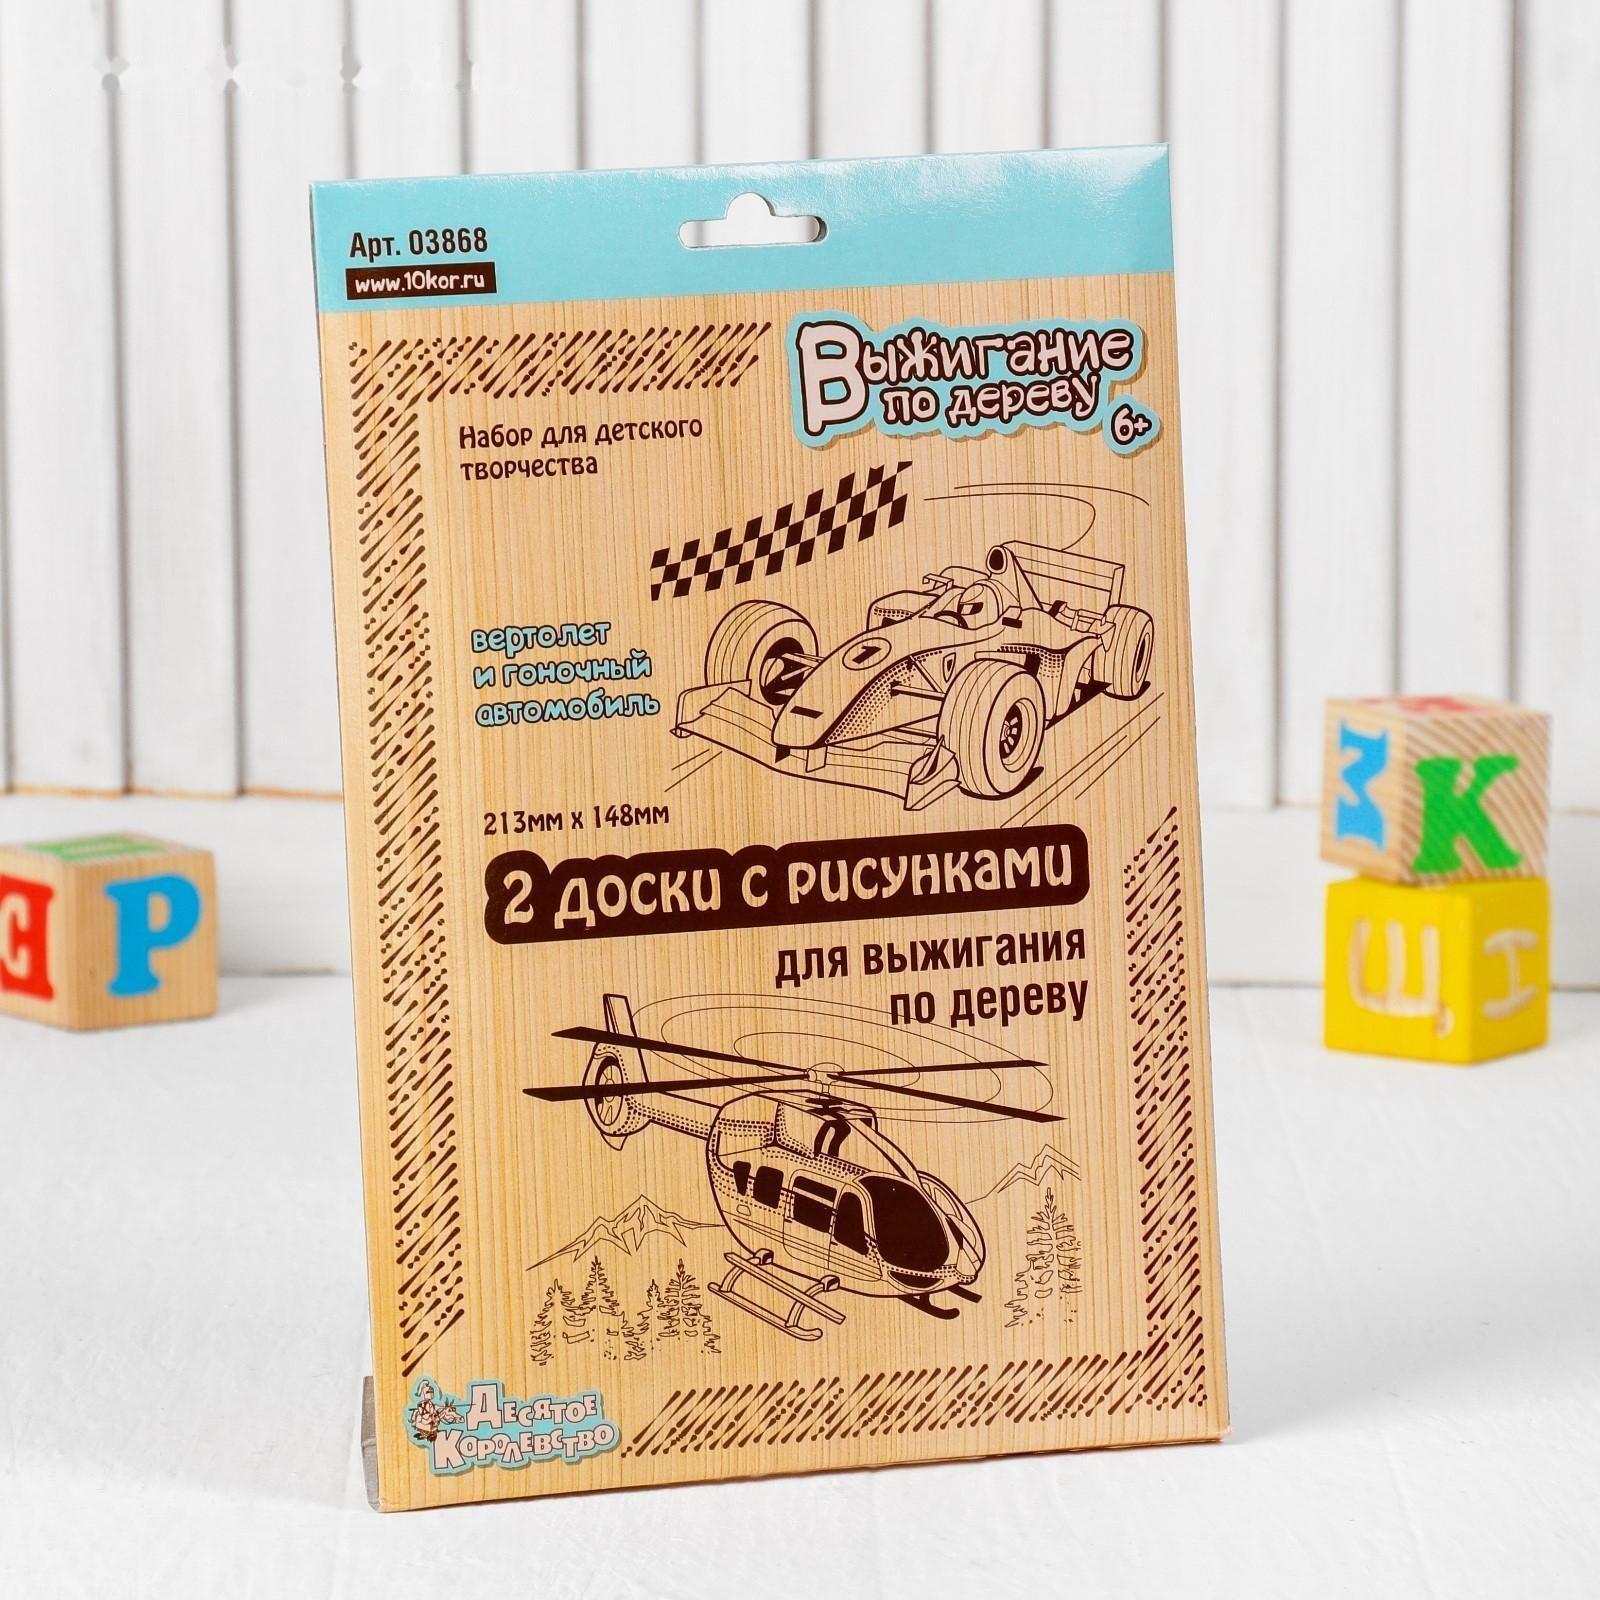 Арт. 03868
www.10kor.ru
Выжигание
по дереву
6+
Набор для детского
творчества
вертолет
и гоночный
автомобиль
1
213мм х 148мм
2 доски с рисунками
для выжигания
по дереву
Десятое
Королевство
С
Р
М
К
Щ
Н